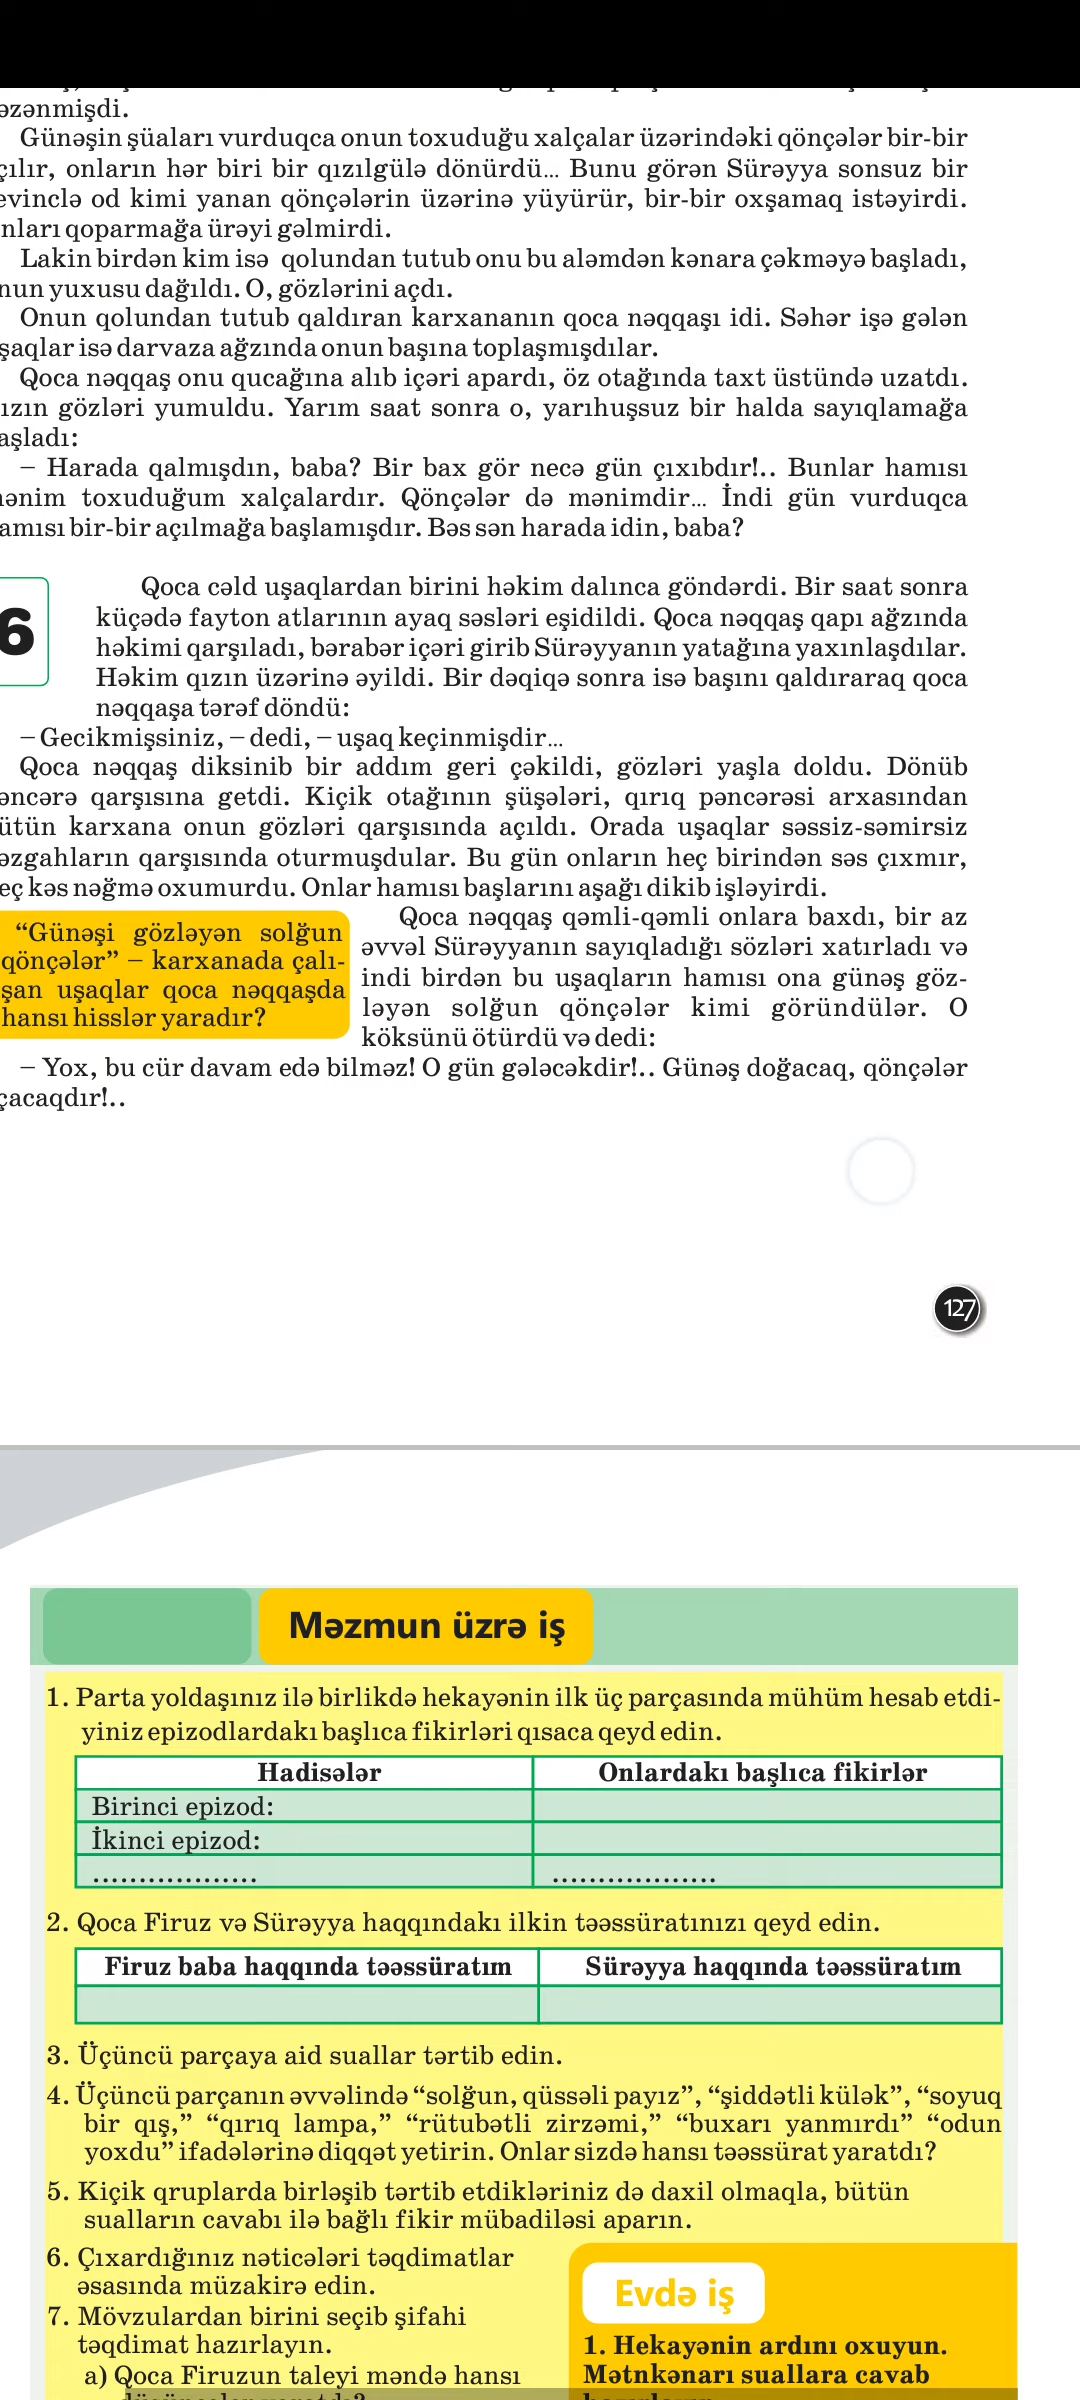 əzənmişdi.
Günəşin şüaları vurduqca onun toxuduğu xalçalar üzərindəki qönçələr bir-bir
çılır, onların hər biri bir qızılgülə dönürdü... Bunu görən Sürəyya sonsuz bir
evinclə od kimi yanan qönçələrin üzərinə yüyürür, bir-bir oxşamaq istəyirdi.
nları qoparmağa ürəyi gəlmirdi.
Lakin birdən kim isə qolundan tutub onu bu aləmdən kənara çəkməyə başladı,
nun yuxusu dağıldı. O, gözlərini açdı.
Onun qolundan tutub qaldıran karxananın qoca nəqqaşı idi. Səhər işə gələn
şaqlar isə darvaza ağzında onun başına toplaşmışdılar.
Qoca nəqqaş onu qucağına alıb içəri apardı, öz otağında taxt üstündə uzatdı.
ızın gözləri yumuldu. Yarım saat sonra o, yarıhuşsuz bir halda sayıqlamağa
aşladı:
– Harada qalmışdın, baba? Bir bax gör necə gün çıxıbdır!.. Bunlar hamısı
ənim toxuduğum xalçalardır. Qönçələr də mənimdir... İndi gün vurduqca
amısı bir-bir açılmağa başlamışdır. Bəs sən harada idin, baba?
6
Qoca cəld uşaqlardan birini həkim dalınca göndərdi. Bir saat sonra
küçədə fayton atlarının ayaq səsləri eşidildi. Qoca nəqqaş qapı ağzında
həkimi qarşıladı, bərabər içəri girib Sürəyyanın yatağına yaxınlaşdılar.
Həkim qızın üzərinə əyildi. Bir dəqiqə sonra isə başını qaldıraraq qoca
nəqqaşa tərəf döndü:
– Gecikmişsiniz, – dedi, – uşaq keçinmişdir...
Qoca nəqqaş diksinib bir addım geri çəkildi, gözləri yaşla doldu. Dönüb
əncərə qarşısına getdi. Kiçik otağının şüşələri, qırıq pəncərəsi arxasından
ütün karxana onun gözləri qarşısında açıldı. Orada uşaqlar səssiz-səmirsiz
əzgahların qarşısında oturmuşdular. Bu gün onların heç birindən səs çıxmır,
eç kəs nəğmə oxumurdu. Onlar hamısı başlarını aşağı dikib işləyirdi.
“Günəşi gözləyən solğun
qönçələr” – karxanada çalı-
şan uşaqlar qoca nəqqaşda
hansı hisslər yaradır?
Qoca nəqqaş qəmli-qəmli onlara baxdı, bir az
əvvəl Sürəyyanın sayıqladığı sözləri xatırladı və
indi birdən bu uşaqların hamısı ona günəş göz-
ləyən solğun qönçələr kimi göründülər. O
köksünü ötürdü və dedi:
– Yox, bu cür davam edə bilməz! O gün gələcəkdir!.. Günəş doğacaq, qönçələr
çacaqdır!..
127
Məzmun üzrə iş
1. Parta yoldaşınız ilə birlikdə hekayənin ilk üç parçasında mühüm hesab etdi-
yiniz epizodlardakı başlıca fikirləri qısaca qeyd edin.
Hadisələr Onlardakı başlıca fikirlər
Birinci epizod:
İkinci epizod:
.................. ..................
2. Qoca Firuz və Sürəyya haqqındakı ilkin təəssüratınızı qeyd edin.
Firuz baba haqqında təəssüratım Sürəyya haqqında təəssüratım
3. Üçüncü parçaya aid suallar tərtib edin.
4. Üçüncü parçanın əvvəlində “solğun, qüssəli payız”, “şiddətli külək”, “soyuq
bir qış,” “qırıq lampa,” “rütubətli zirzəmi,” “buxarı yanmırdı” “odun
yoxdu” ifadələrinə diqqət yetirin. Onlar sizdə hansı təəssürat yaratdı?
5. Kiçik qruplarda birləşib tərtib etdikləriniz də daxil olmaqla, bütün
sualların cavabı ilə bağlı fikir mübadiləsi aparın.
6. Çıxardığınız nəticələri təqdimatlar
əsasında müzakirə edin.
7. Mövzulardan birini seçib şifahi
təqdimat hazırlayın.
a) Qoca Firuzun taleyi məndə hansı
Evdə iş
1. Hekayənin ardını oxuyun.
Mətnkənarı suallara cavab